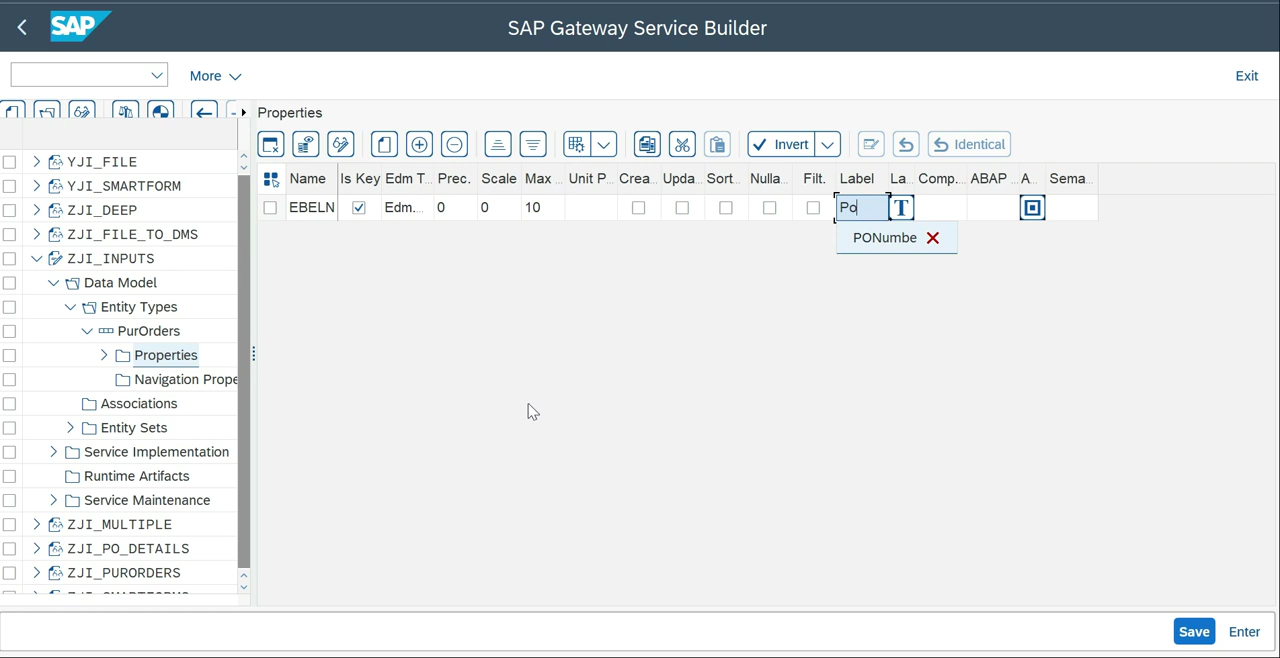 SAP
SAP Gateway Service Builder
More
Exit
Properties
Invert
Identical
Name Is Key Edm T... Prec. Scale Max ... Unit P... Crea... Upda... Sort... Nulla... Filt. Label La... Comp... ABAP ... A... Sema...
EBELN Edm.... 0 0 10 Po T
PONumbe
YJI_FILE
YJI_SMARTFORM
ZJI_DEEP
ZJI_FILE_TO_DMS
ZJI_INPUTS
Data Model
Entity Types
PurOrders
Properties
Navigation Prope
Associations
Entity Sets
Service Implementation
Runtime Artifacts
Service Maintenance
ZJI_MULTIPLE
ZJI_PO_DETAILS
ZJI_PURORDERS
Save Enter